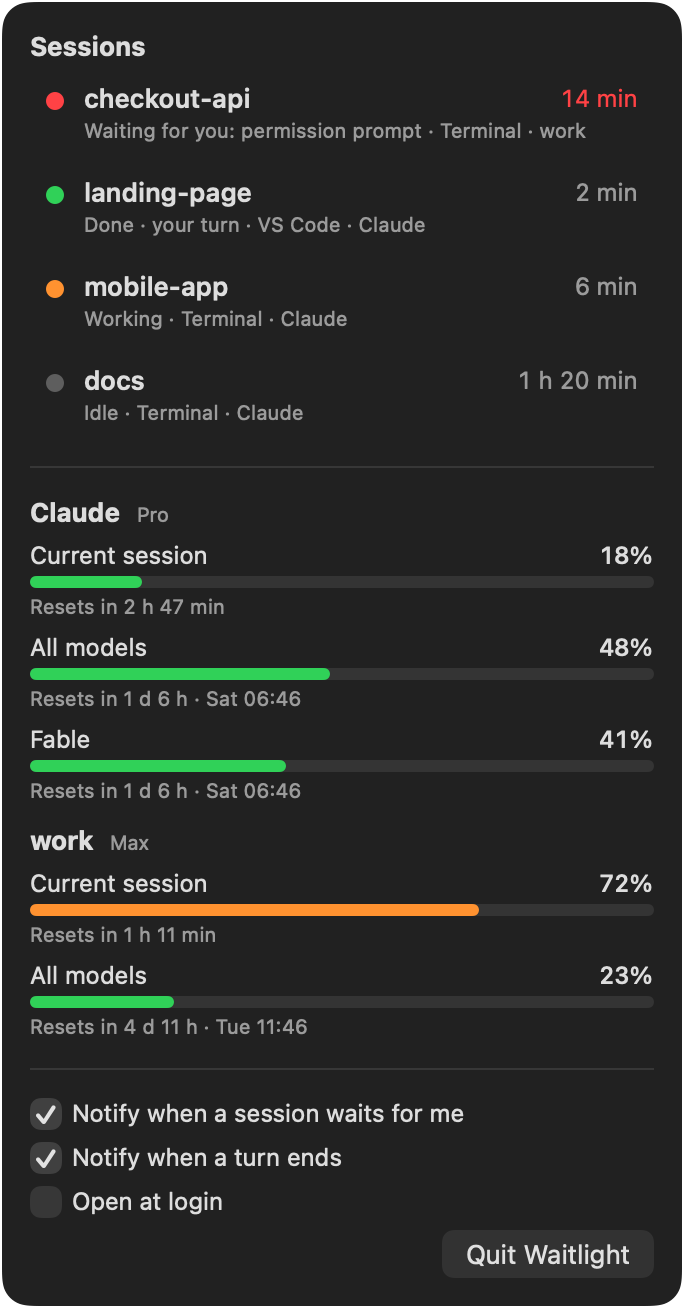 Sessions
checkout-api 14 min
Waiting for you: permission prompt · Terminal · work
landing-page 2 min
Done · your turn · VS Code · Claude
mobile-app 6 min
Working · Terminal · Claude
docs 1 h 20 min
Idle · Terminal · Claude
Claude Pro
Current session 18%
Resets in 2 h 47 min
All models 48%
Resets in 1 d 6 h · Sat 06:46
Fable 41%
Resets in 1 d 6 h · Sat 06:46
work Max
Current session 72%
Resets in 1 h 11 min
All models 23%
Resets in 4 d 11 h · Tue 11:46
Notify when a session waits for me
Notify when a turn ends
Open at login
Quit Waitlight